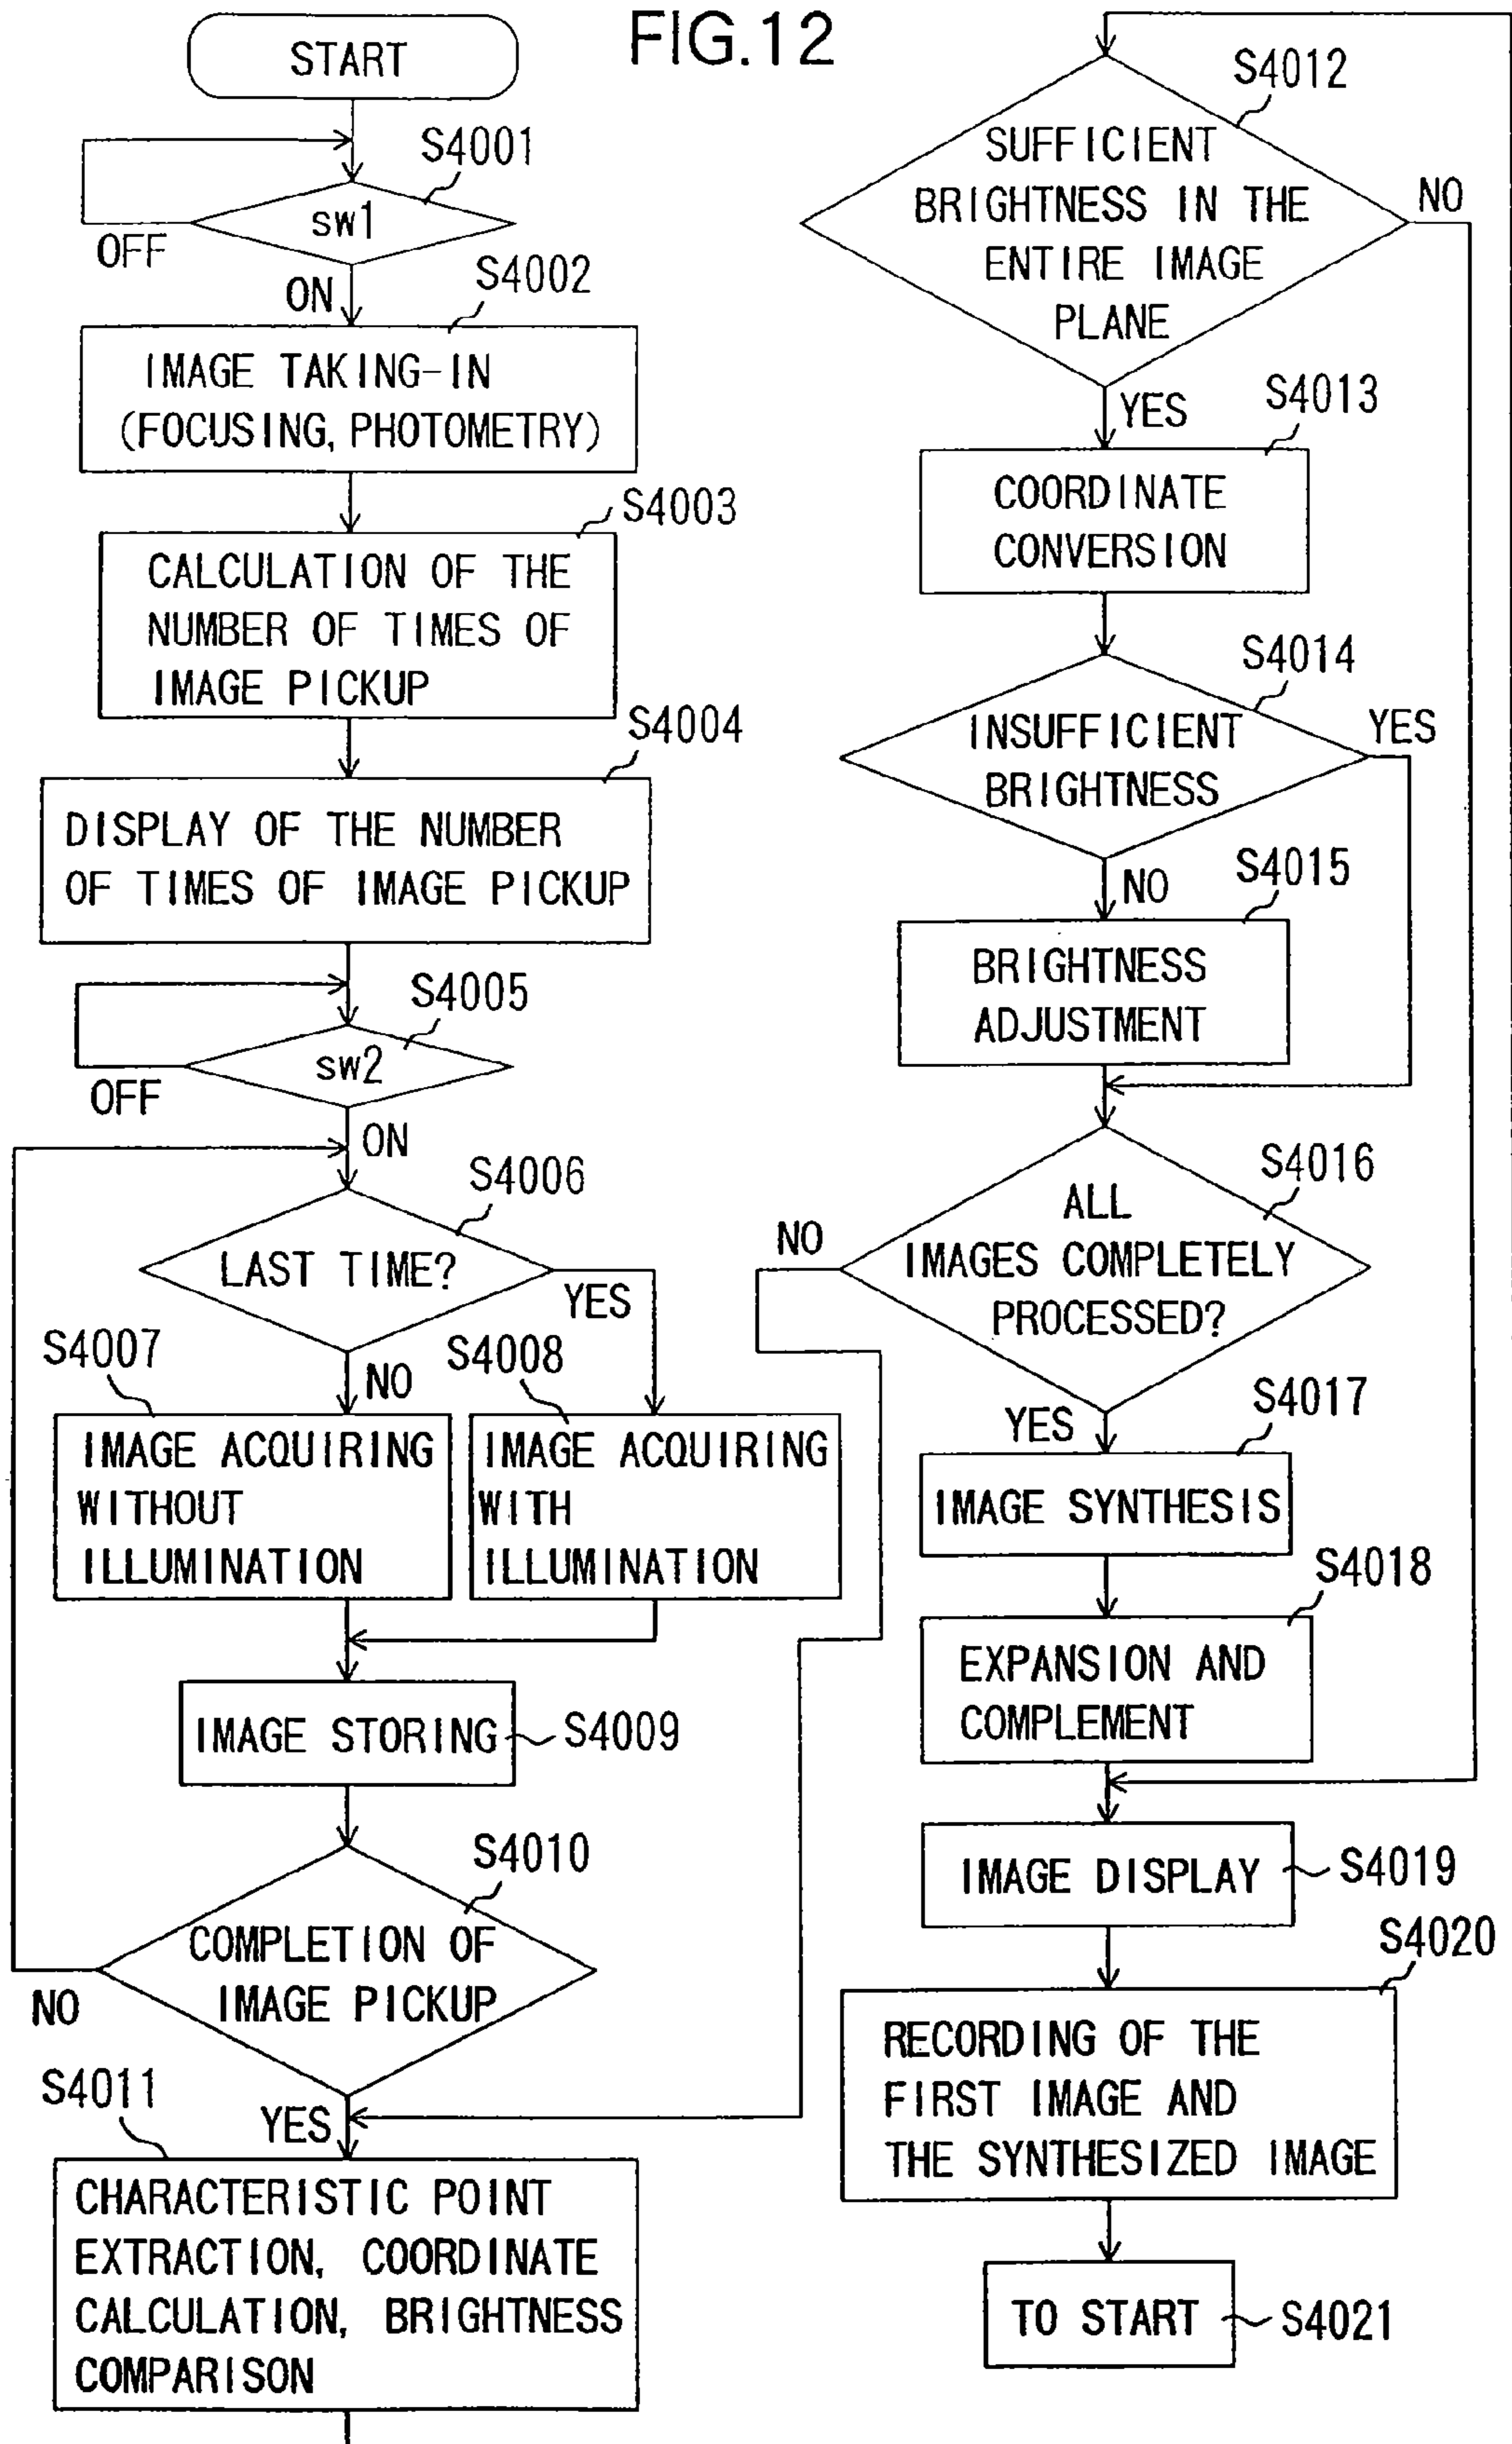 FIG.12
START
S4001
sw1
OFF
ON
S4002
IMAGE TAKING-IN
(FOCUSING, PHOTOMETRY)
S4003
CALCULATION OF THE
NUMBER OF TIMES OF
IMAGE PICKUP
S4004
DISPLAY OF THE NUMBER
OF TIMES OF IMAGE PICKUP
S4005
sw2
OFF
ON
S4006
LAST TIME?
YES
NO
S4007
IMAGE ACQUIRING
WITHOUT
ILLUMINATION
S4008
IMAGE ACQUIRING
WITH
ILLUMINATION
IMAGE STORING
S4009
S4010
COMPLETION OF
IMAGE PICKUP
NO
YES
S4011
CHARACTERISTIC POINT
EXTRACTION, COORDINATE
CALCULATION, BRIGHTNESS
COMPARISON
S4012
SUFFICIENT
BRIGHTNESS IN THE
ENTIRE IMAGE
PLANE
NO
YES
S4013
COORDINATE
CONVERSION
S4014
INSUFFICIENT
BRIGHTNESS
YES
NO
S4015
BRIGHTNESS
ADJUSTMENT
S4016
ALL
IMAGES COMPLETELY
PROCESSED?
NO
YES
S4017
IMAGE SYNTHESIS
S4018
EXPANSION AND
COMPLEMENT
IMAGE DISPLAY
S4019
S4020
RECORDING OF THE
FIRST IMAGE AND
THE SYNTHESIZED IMAGE
TO START
S4021